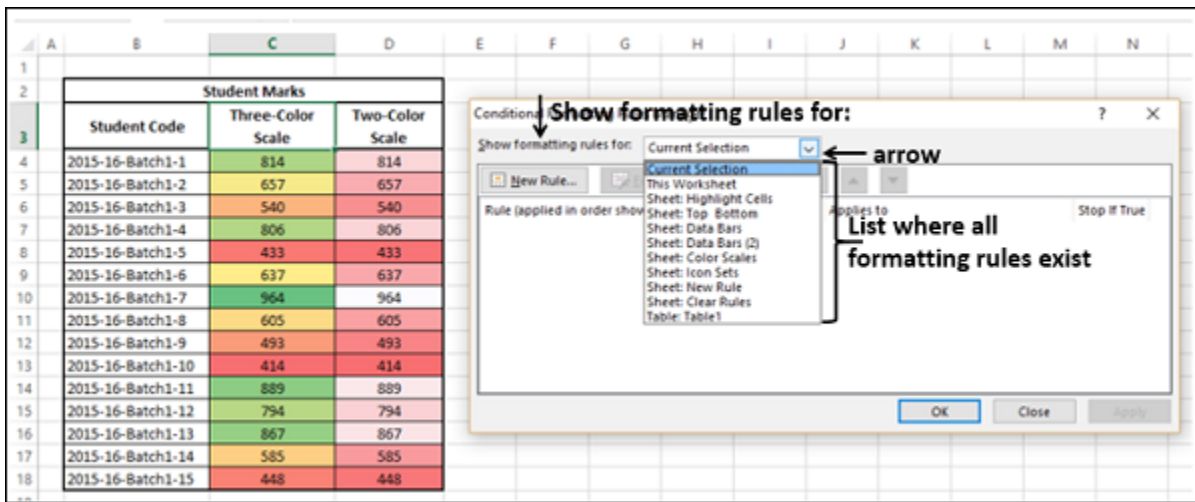 A B C D E F G H I J K L M N
1
2 Student Marks
3 Student Code Three-Color Scale Two-Color Scale
4 2015-16-Batch1-1 814 814
5 2015-16-Batch1-2 657 657
6 2015-16-Batch1-3 540 540
7 2015-16-Batch1-4 806 806
8 2015-16-Batch1-5 433 433
9 2015-16-Batch1-6 637 637
10 2015-16-Batch1-7 964 964
11 2015-16-Batch1-8 605 605
12 2015-16-Batch1-9 493 493
13 2015-16-Batch1-10 414 414
14 2015-16-Batch1-11 889 889
15 2015-16-Batch1-12 794 794
16 2015-16-Batch1-13 867 867
17 2015-16-Batch1-14 585 585
18 2015-16-Batch1-15 448 448
Show formatting rules for:
? ×
Show formatting rules for: Current Selection
arrow
New Rule...
Current Selection
This Worksheet
Sheet: Highlight Cells
Sheet: Top Bottom
Sheet: Data Bars
Sheet: Data Bars (2)
Sheet: Color Scales
Sheet: Icon Sets
Sheet: New Rule
Sheet: Clear Rules
Table: Table1
Rule (applied in order show
Applies to
Stop If True
List where all
formatting rules exist
OK Close Apply